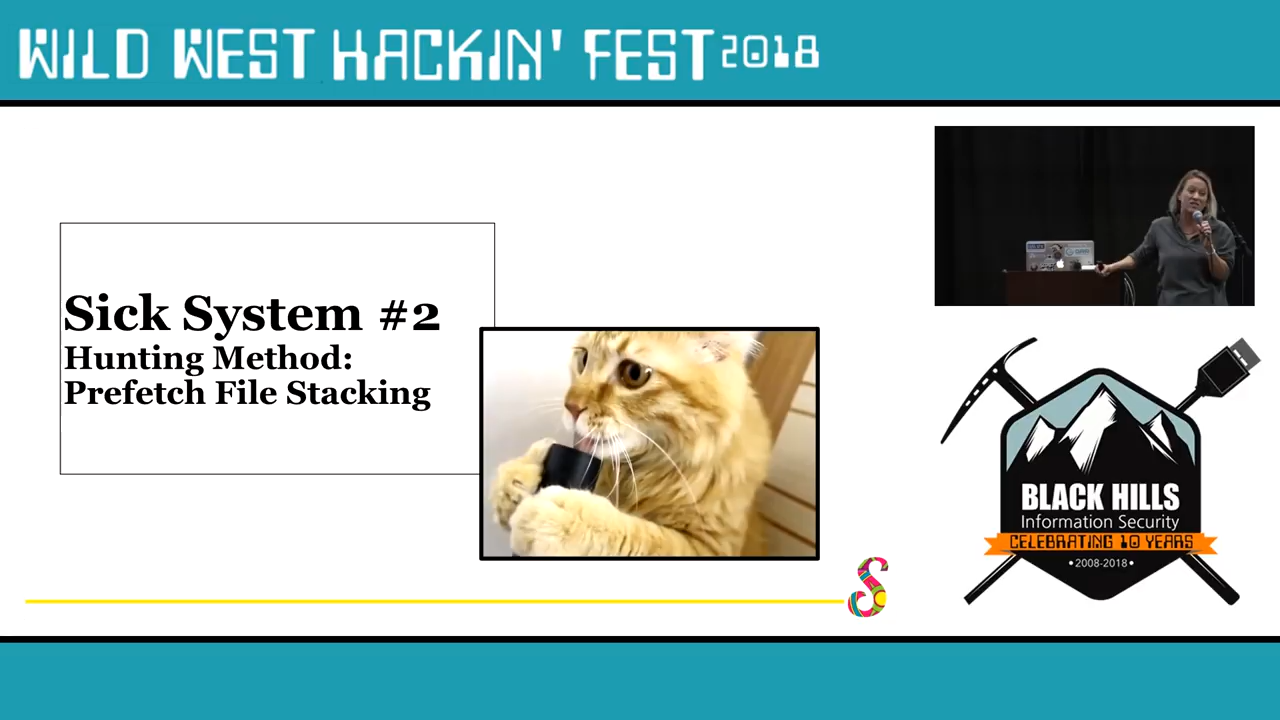 WILD WEST HACKIN' FEST 2018
Sick System #2
Hunting Method:
Prefetch File Stacking
S
BLACK HILLS
Information Security
CELEBRATING 10 YEARS
•2008-2018•